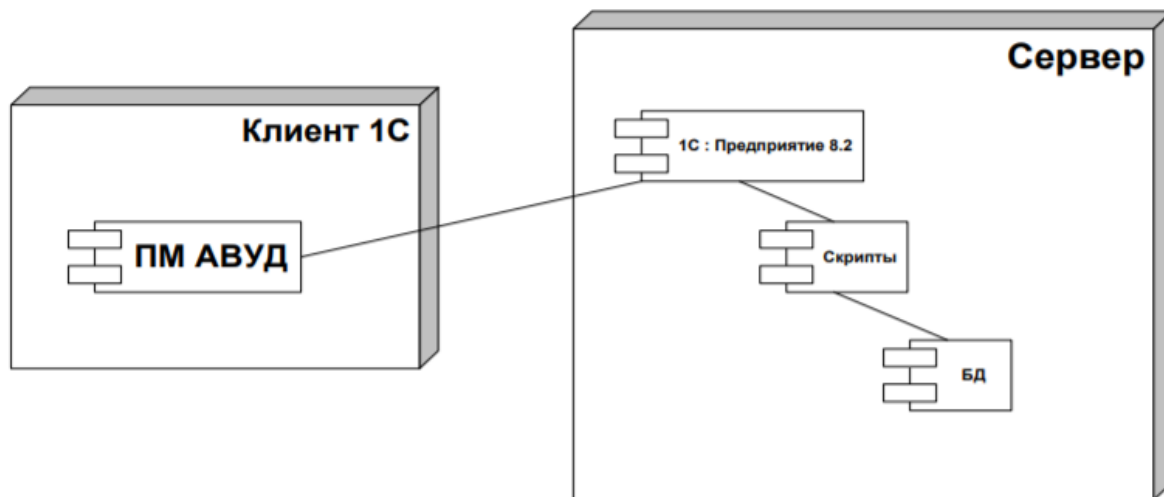 Клиент 1С
ПМ АВУД
Сервер
1С : Предприятие 8.2
Скрипты
БД